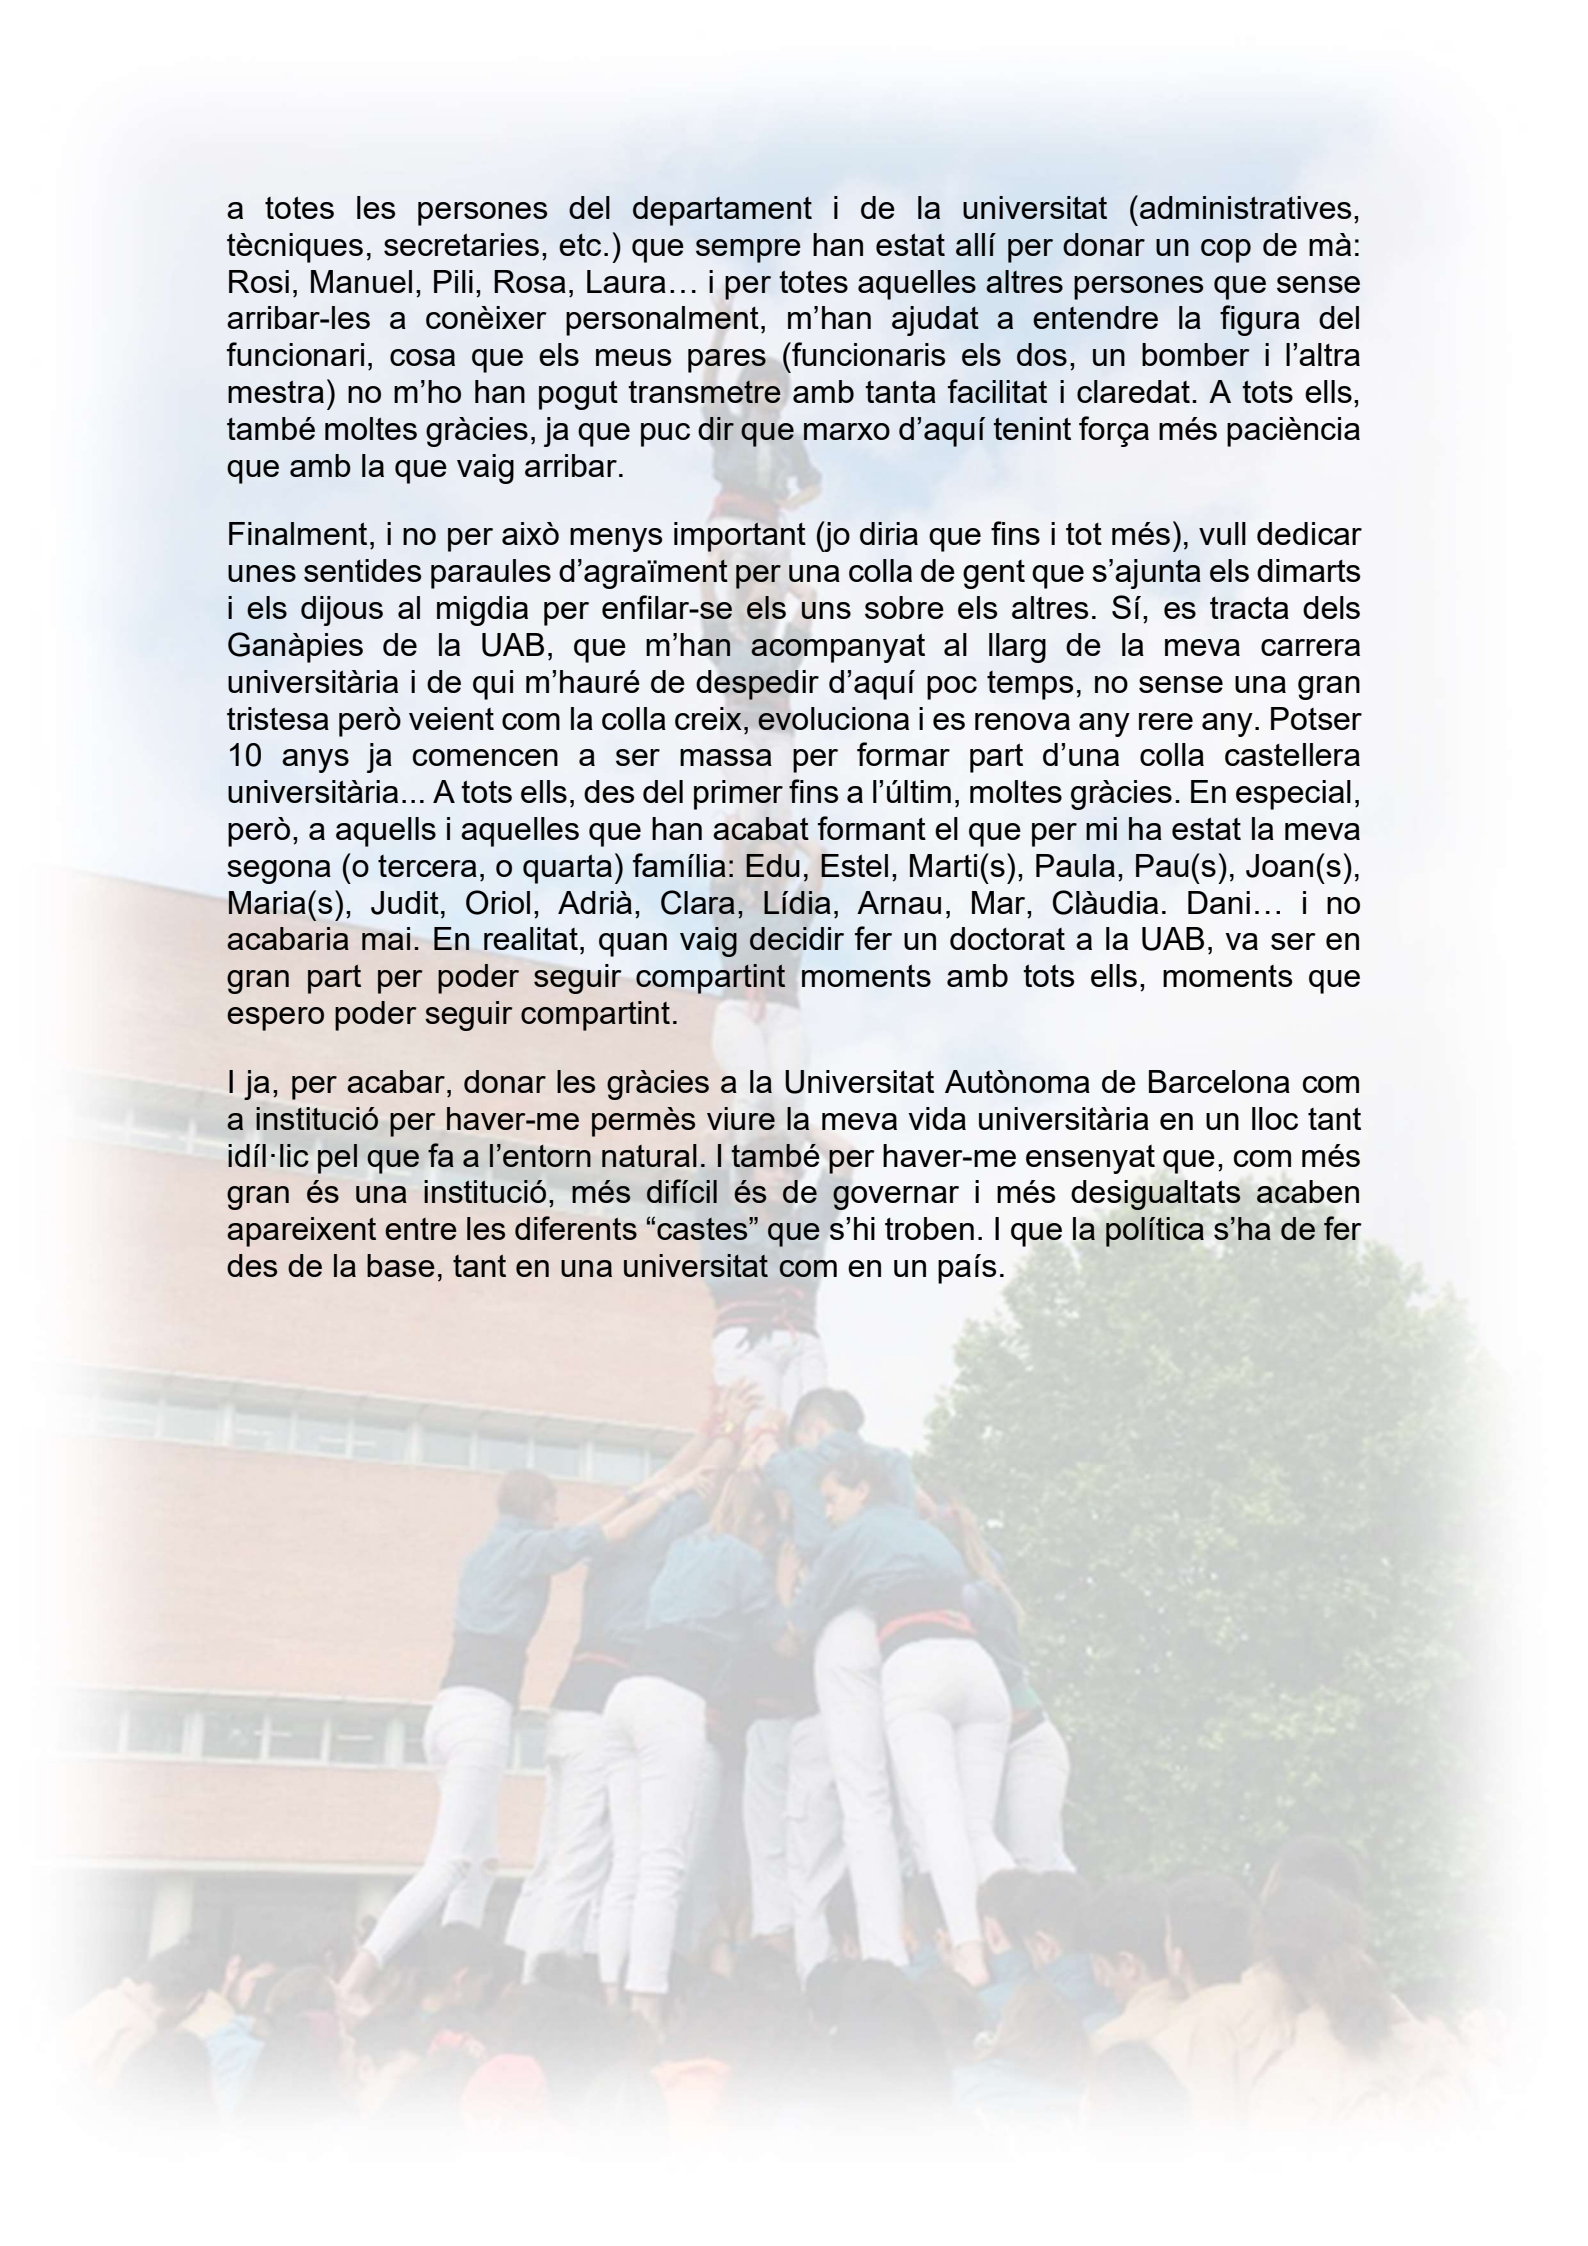 a totes les persones del departament i de la universitat (administratives,
tècniques, secretaries, etc.) que sempre han estat allí per donar un cop de mà:
Rosi, Manuel, Pili, Rosa, Laura… i per totes aquelles altres persones que sense
arribar-les a conèixer personalment, m’han ajudat a entendre la figura del
funcionari, cosa que els meus pares (funcionaris els dos, un bomber i l’altra
mestra) no m’ho han pogut transmetre amb tanta facilitat i claredat. A tots ells,
també moltes gràcies, ja que puc dir que marxo d’aquí tenint força més paciència
que amb la que vaig arribar.
Finalment, i no per això menys important (jo diria que fins i tot més), vull dedicar
unes sentides paraules d’agraïment per una colla de gent que s’ajunta els dimarts
i els dijous al migdia per enfilar-se els uns sobre els altres. Sí, es tracta dels
Ganàpies de la UAB, que m’han acompanyat al llarg de la meva carrera
universitària i de qui m’hauré de despedir d’aquí poc temps, no sense una gran
tristesa però veient com la colla creix, evoluciona i es renova any rere any. Potser
10 anys ja comencen a ser massa per formar part d’una colla castellera
universitària... A tots ells, des del primer fins a l’últim, moltes gràcies. En especial,
però, a aquells i aquelles que han acabat formant el que per mi ha estat la meva
segona (o tercera, o quarta) família: Edu, Estel, Marti(s), Paula, Pau(s), Joan(s),
Maria(s), Judit, Oriol, Adrià, Clara, Lídia, Arnau, Mar, Clàudia. Dani… i no
acabaria mai. En realitat, quan vaig decidir fer un doctorat a la UAB, va ser en
gran part per poder seguir compartint moments amb tots ells, moments que
espero poder seguir compartint.
I ja, per acabar, donar les gràcies a la Universitat Autònoma de Barcelona com
a institució per haver-me permès viure la meva vida universitària en un lloc tant
idíl·lic pel que fa a l’entorn natural. I també per haver-me ensenyat que, com més
gran és una institució, més difícil és de governar i més desigualtats acaben
apareixent entre les diferents “castes” que s’hi troben. I que la política s’ha de fer
des de la base, tant en una universitat com en un país.